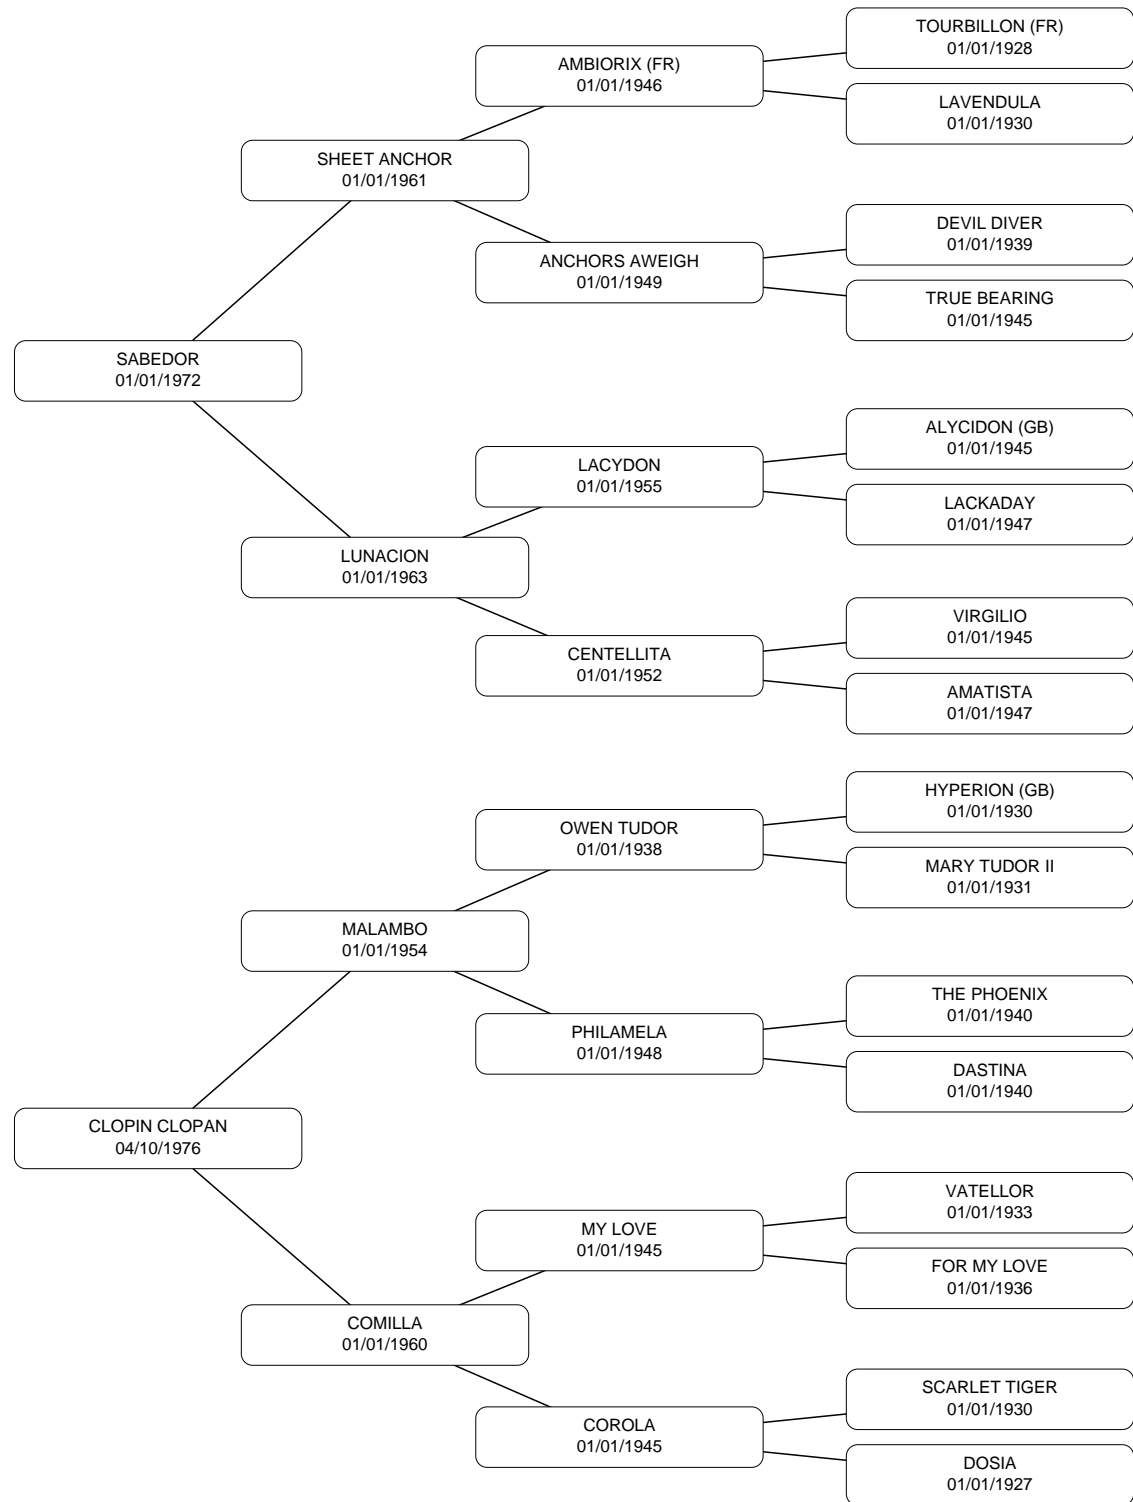 TOURBILLON (FR)
01/01/1928
AMBIORIX (FR)
01/01/1946
LAVENDULA
01/01/1930
SHEET ANCHOR
01/01/1961
DEVIL DIVER
01/01/1939
ANCHORS AWEIGH
01/01/1949
TRUE BEARING
01/01/1945
SABEDOR
01/01/1972
ALYCIDON (GB)
01/01/1945
LACYDON
01/01/1955
LACKADAY
01/01/1947
LUNACION
01/01/1963
VIRGILIO
01/01/1945
CENTELLITA
01/01/1952
AMATISTA
01/01/1947
HYPERION (GB)
01/01/1930
OWEN TUDOR
01/01/1938
MARY TUDOR II
01/01/1931
MALAMBO
01/01/1954
THE PHOENIX
01/01/1940
PHILAMELA
01/01/1948
DASTINA
01/01/1940
CLOPIN CLOPAN
04/10/1976
VATELLOR
01/01/1933
MY LOVE
01/01/1945
FOR MY LOVE
01/01/1936
COMILLA
01/01/1960
SCARLET TIGER
01/01/1930
COROLA
01/01/1945
DOSIA
01/01/1927